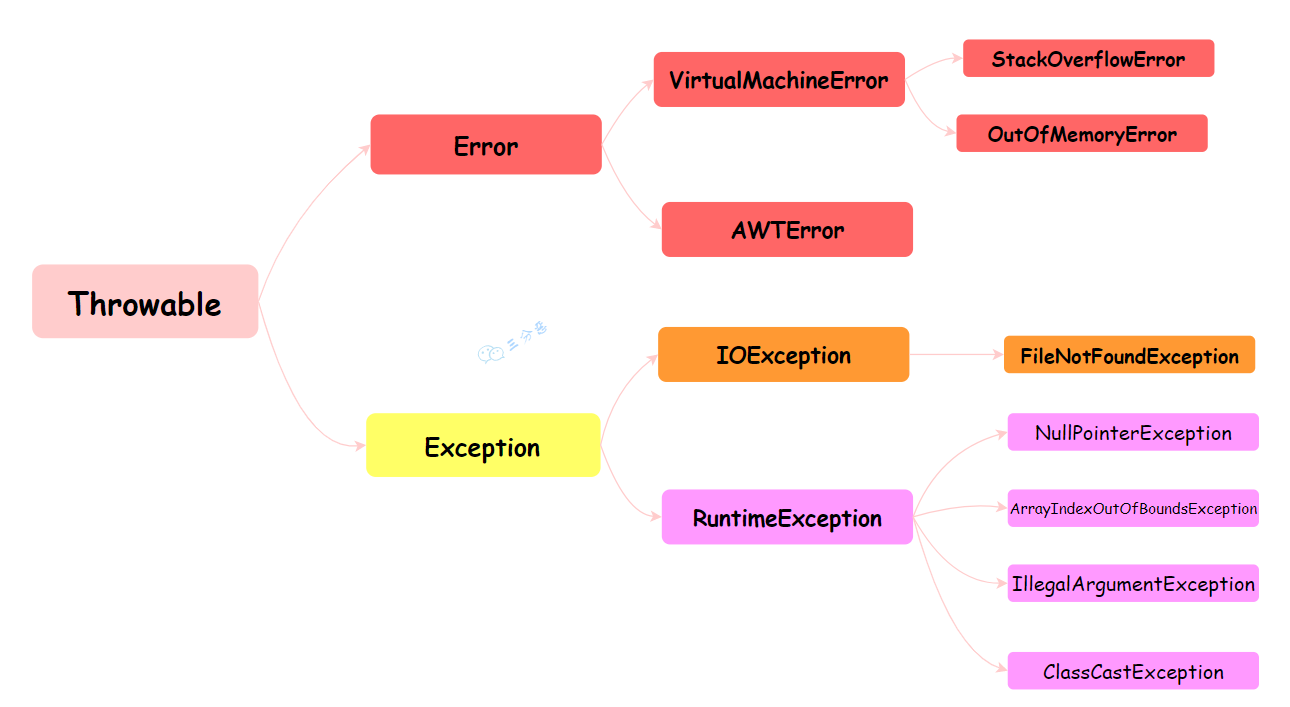 Throwable
Error
VirtualMachineError
StackOverflowError
OutOfMemoryError
AWTError
三分恶
Exception
IOException
FileNotFoundException
RuntimeException
NullPointerException
ArrayIndexOutOfBoundsException
IllegalArgumentException
ClassCastException